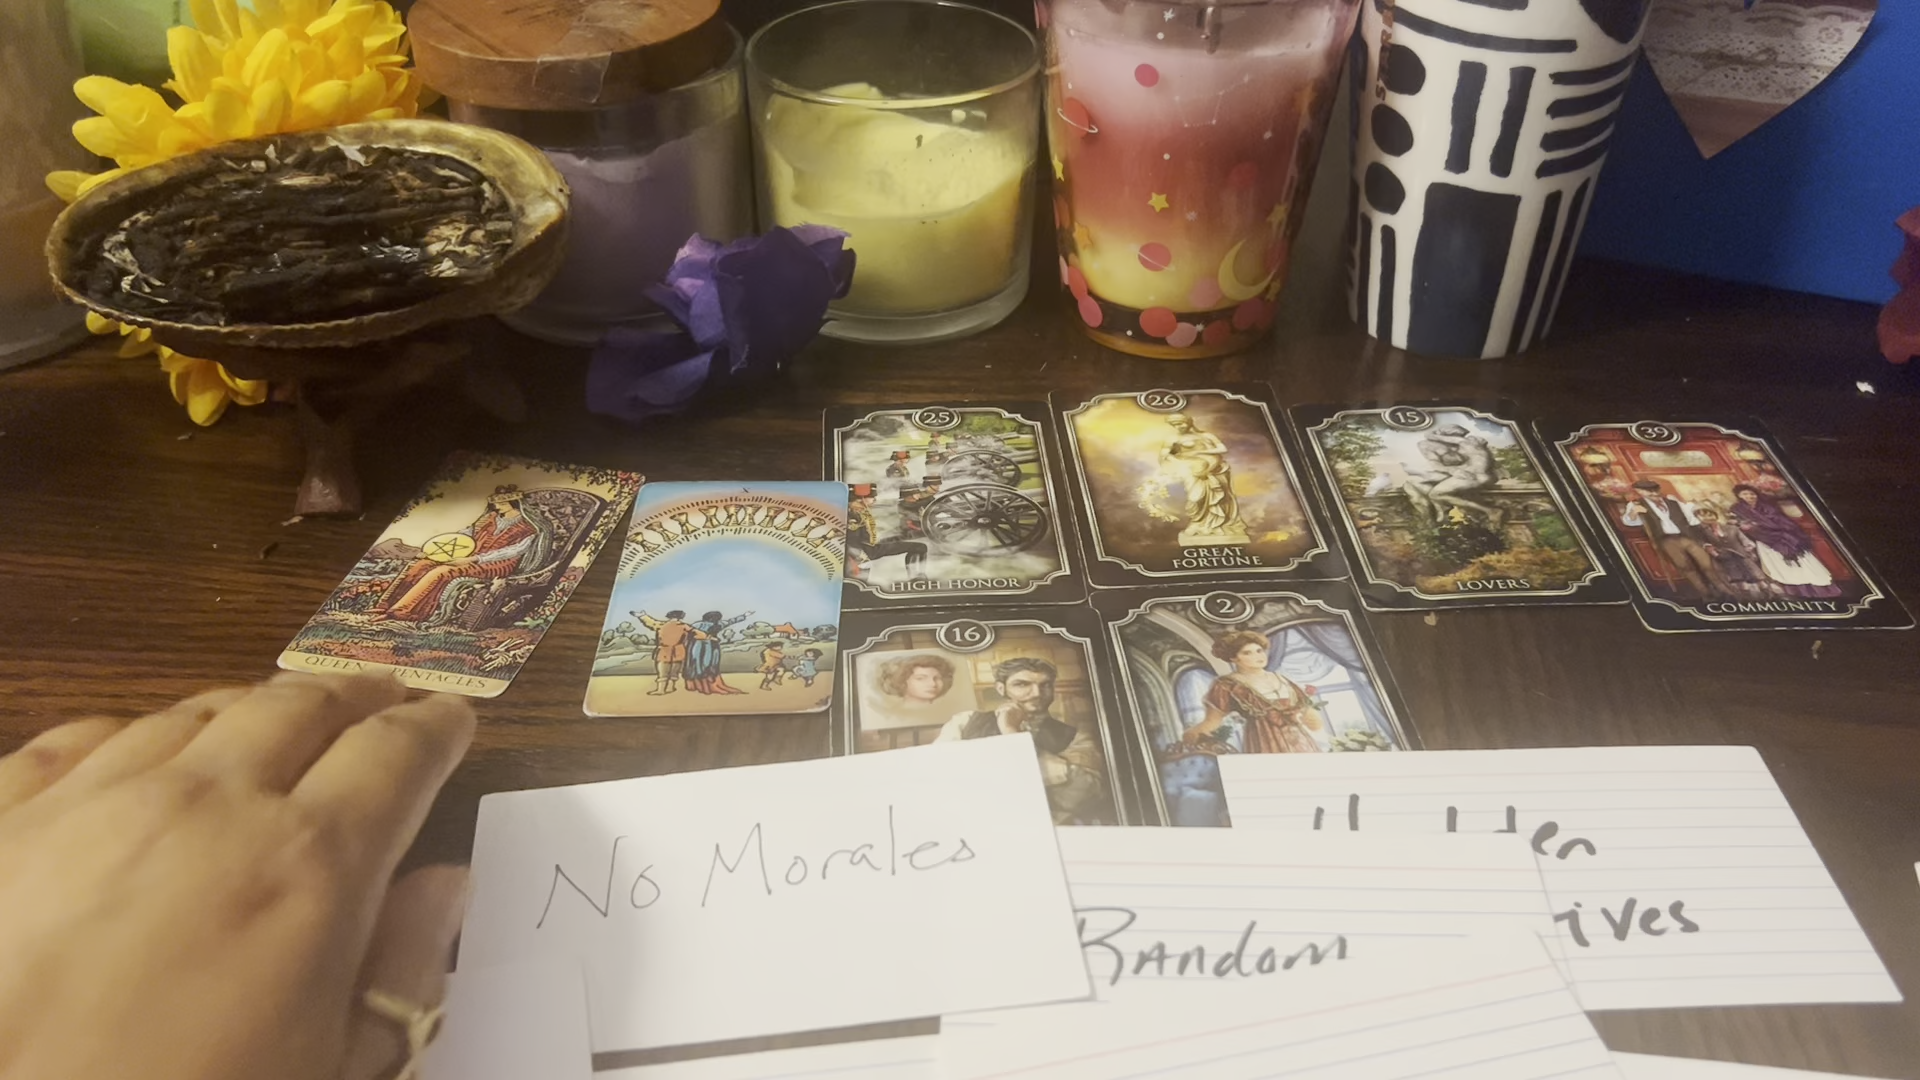 25
HIGH HONOR
26
GREAT
FORTUNE
15
LOVERS
39
COMMUNITY
QUEEN PENTACLES
X
16
2
No Morales
Random
ives